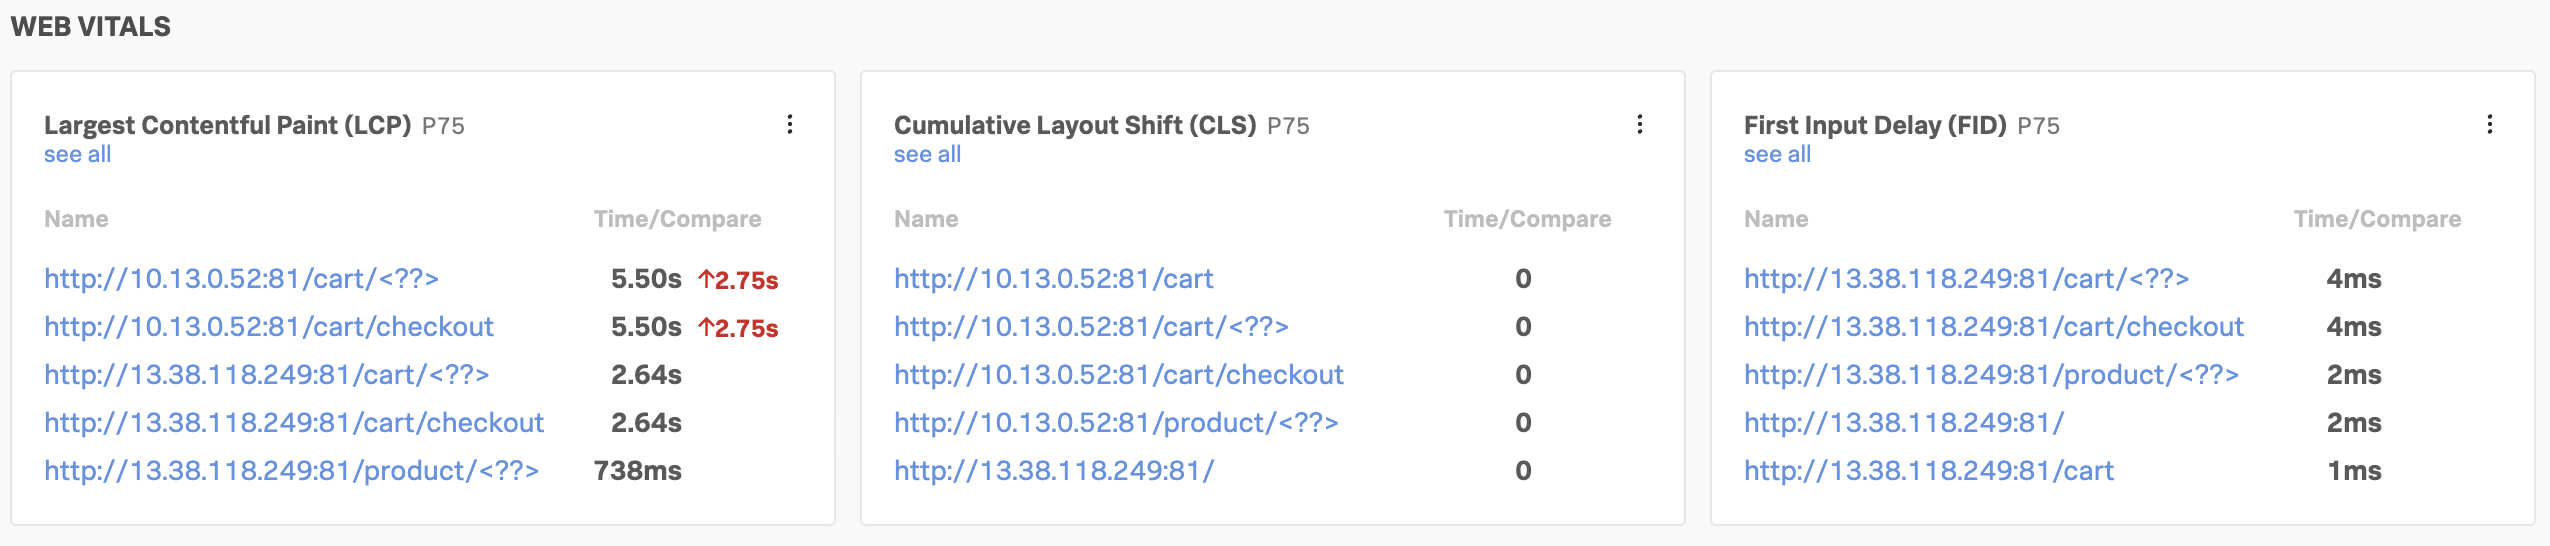 WEB VITALS
Largest Contentful Paint (LCP) P75
see all
Name Time/Compare
http://10.13.0.52:81/cart/<??> 5.50s ↑2.75s
http://10.13.0.52:81/cart/checkout 5.50s ↑2.75s
http://13.38.118.249:81/cart/<??> 2.64s
http://13.38.118.249:81/cart/checkout 2.64s
http://13.38.118.249:81/product/<??> 738ms
Cumulative Layout Shift (CLS) P75
see all
Name Time/Compare
http://10.13.0.52:81/cart 0
http://10.13.0.52:81/cart/<??> 0
http://10.13.0.52:81/cart/checkout 0
http://10.13.0.52:81/product/<??> 0
http://13.38.118.249:81/ 0
First Input Delay (FID) P75
see all
Name Time/Compare
http://13.38.118.249:81/cart/<??> 4ms
http://13.38.118.249:81/cart/checkout 4ms
http://13.38.118.249:81/product/<??> 2ms
http://13.38.118.249:81/ 2ms
http://13.38.118.249:81/cart 1ms